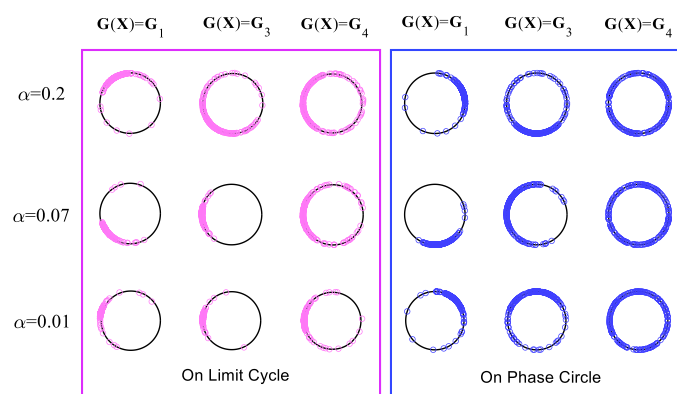 G(X)=G₁ G(X)=G₃ G(X)=G₄ G(X)=G₁ G(X)=G₃ G(X)=G₄
α=0.2
α=0.07
α=0.01
On Limit Cycle On Phase Circle